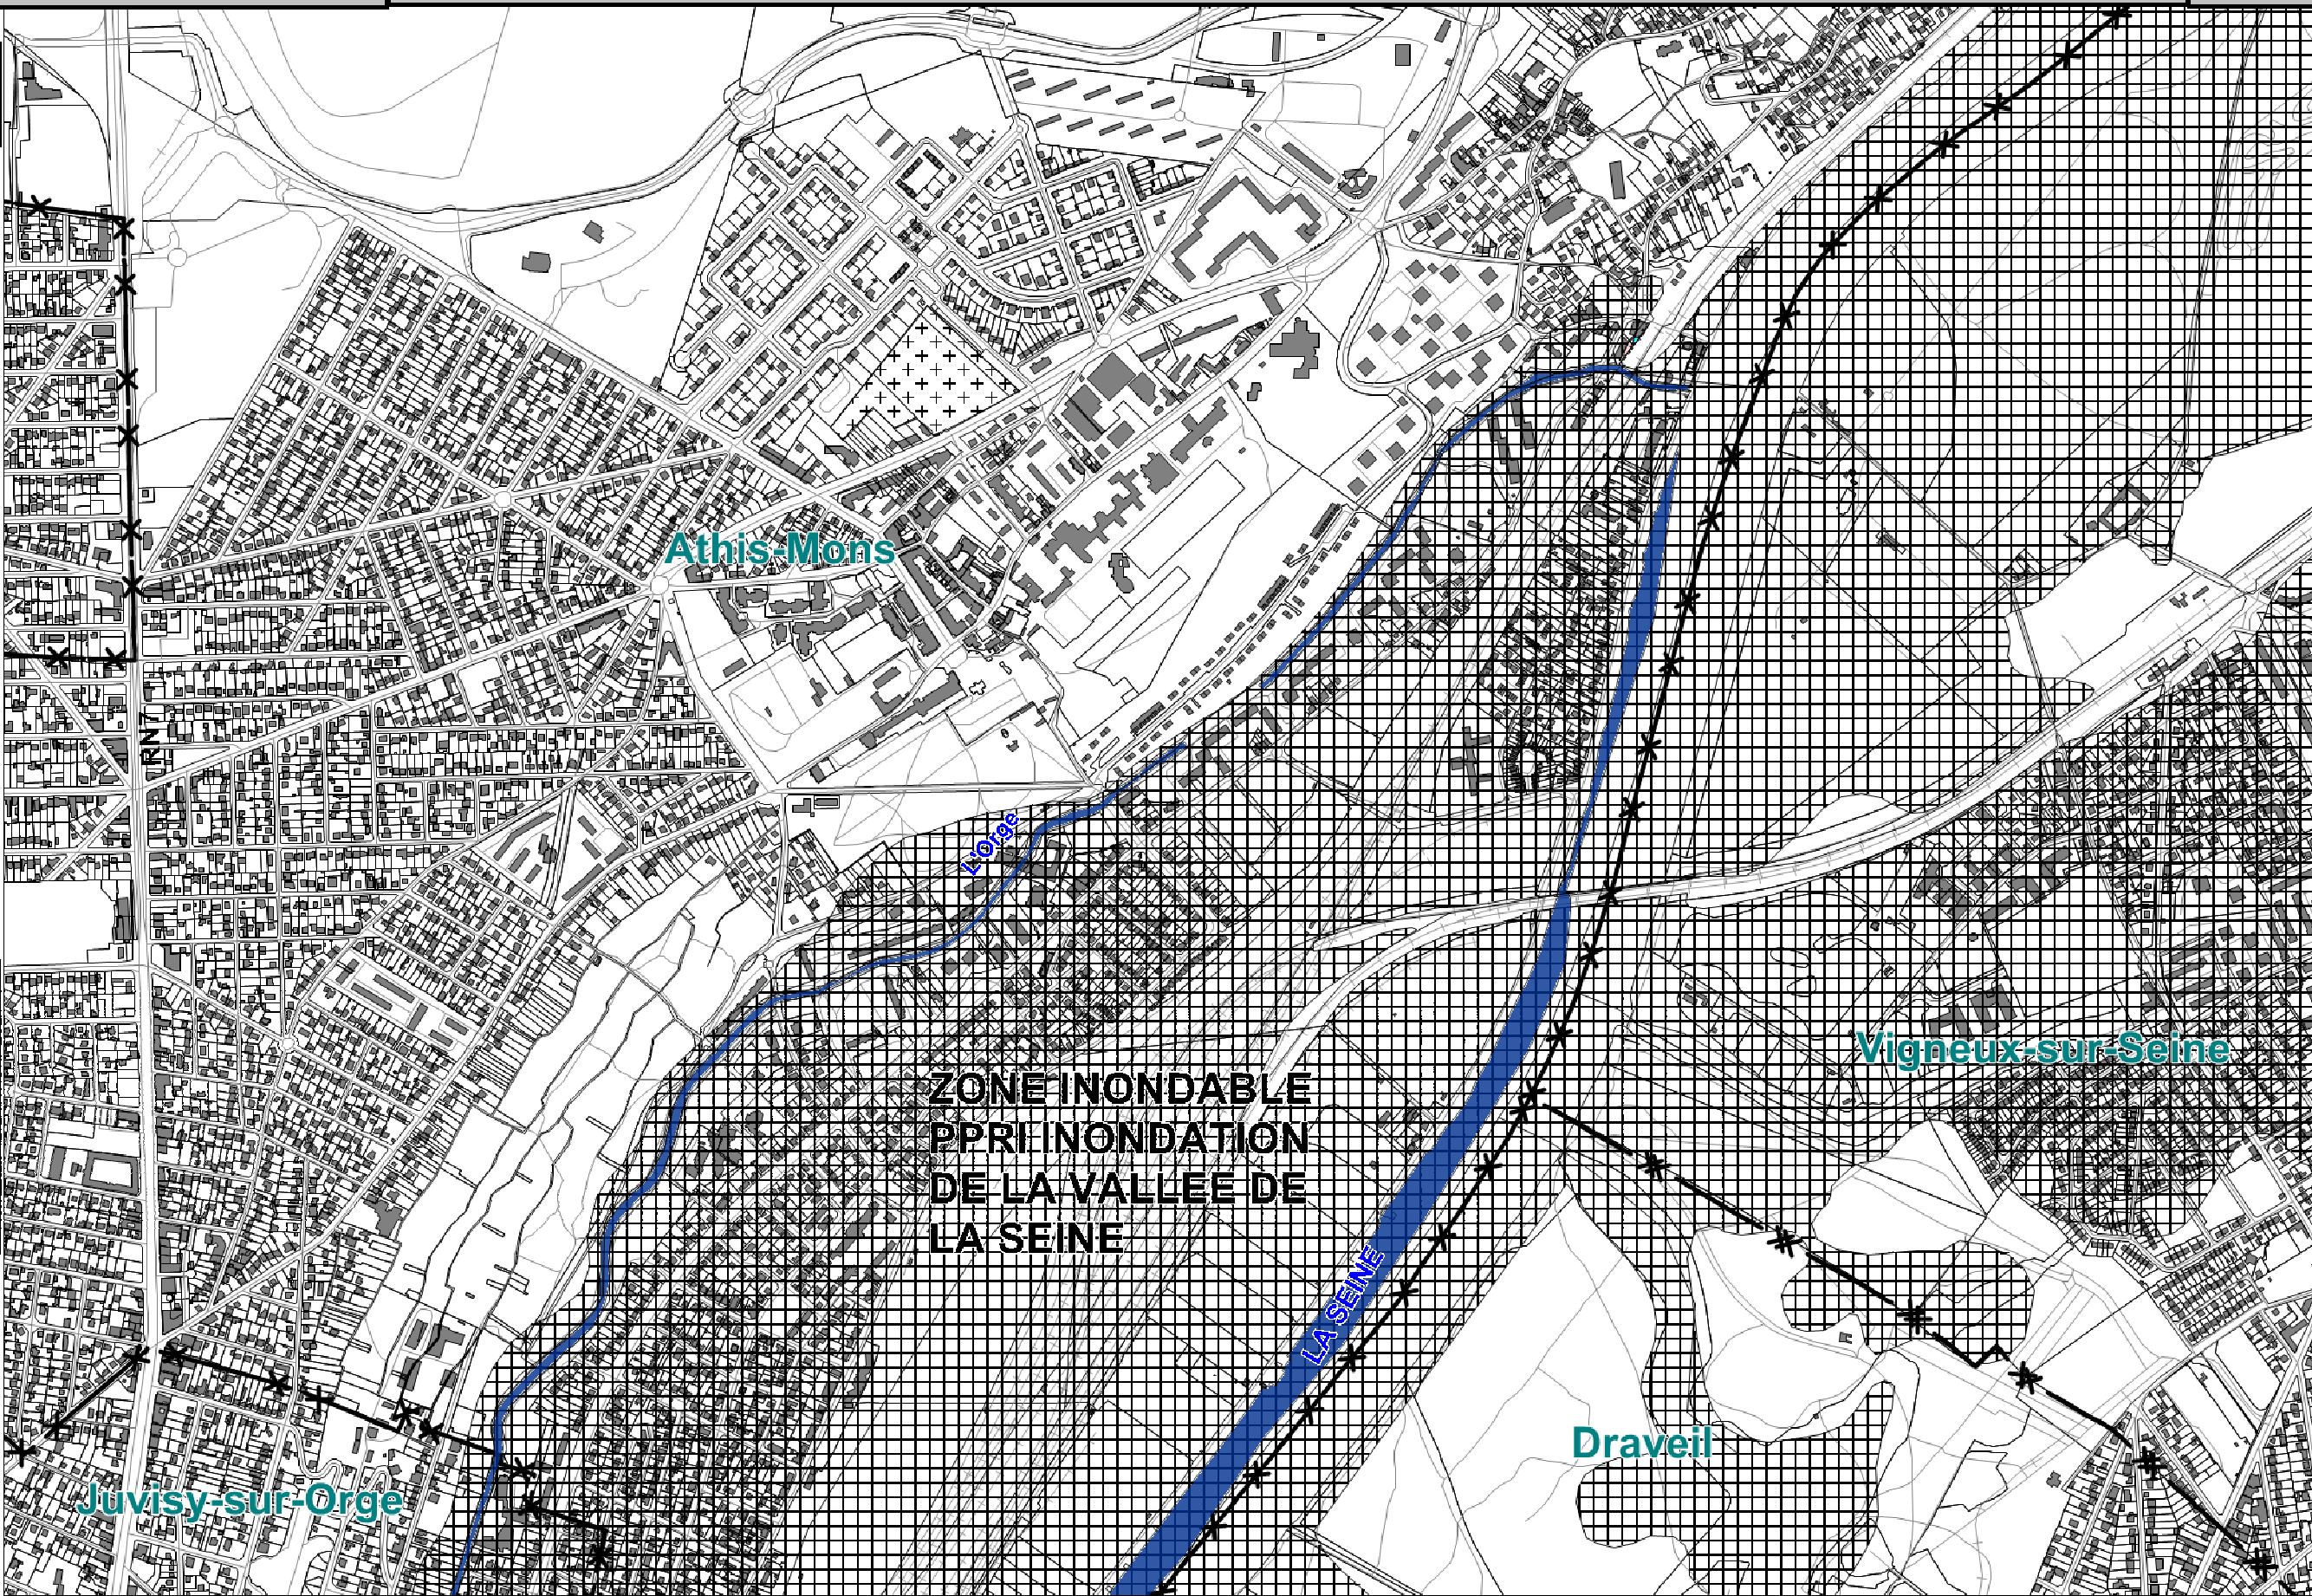 Athis-Mons
RN7
L'Orge
Vigneux-sur-Seine
ZONE INONDABLE
PPRI INONDATION
DE LA VALLEE DE
LA SEINE
LA SEINE
Draveil
Juvisy-sur-Orge